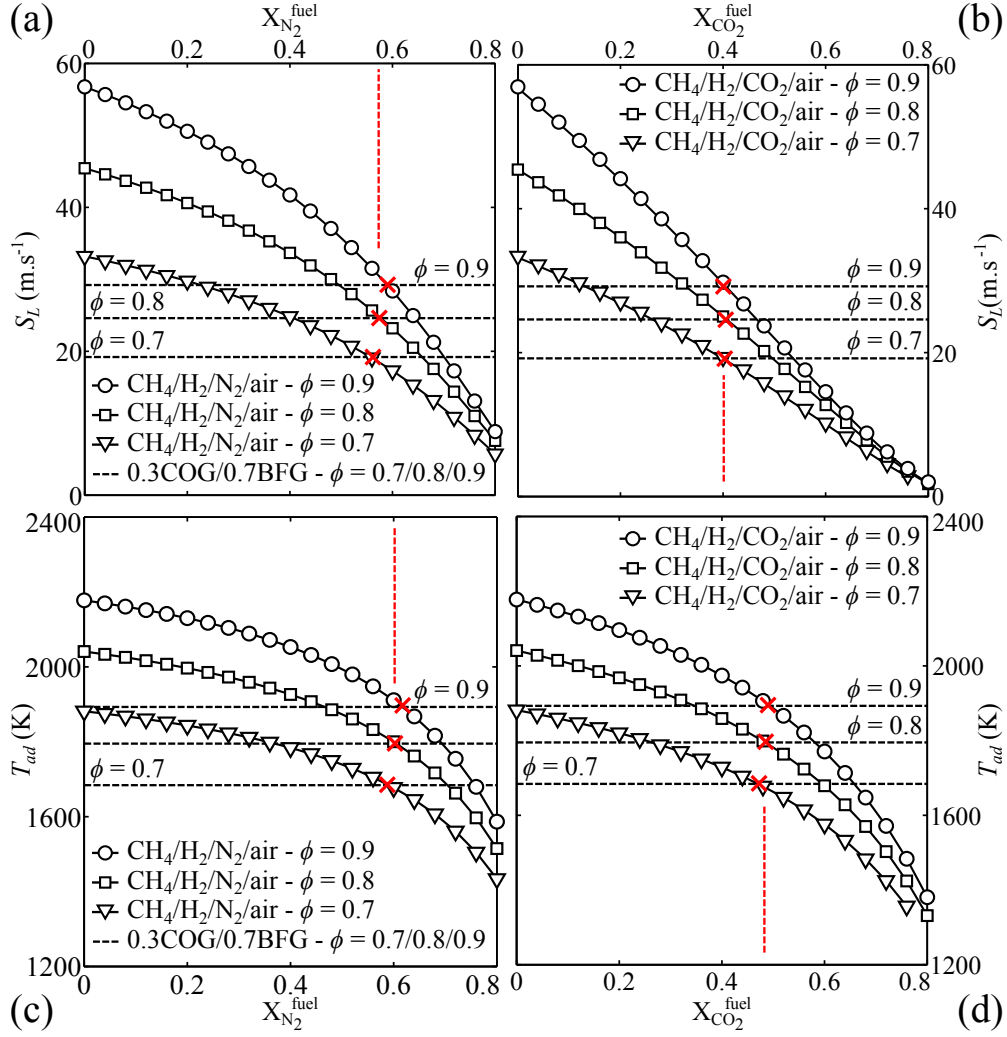 (a)
X_N₂^fuel
X_CO₂^fuel
(b)
0 0.2 0.4 0.6 0.8
0 0.2 0.4 0.6 0.8
60
40
20
0
S_L (m.s⁻¹)
ϕ = 0.9
ϕ = 0.8
ϕ = 0.7
CH₄/H₂/N₂/air - ϕ = 0.9
CH₄/H₂/N₂/air - ϕ = 0.8
CH₄/H₂/N₂/air - ϕ = 0.7
0.3COG/0.7BFG - ϕ = 0.7/0.8/0.9
CH₄/H₂/CO₂/air - ϕ = 0.9
CH₄/H₂/CO₂/air - ϕ = 0.8
CH₄/H₂/CO₂/air - ϕ = 0.7
ϕ = 0.9
ϕ = 0.8
ϕ = 0.7
60
40
20
0
S_L (m.s⁻¹)
2400
2000
1600
1200
T_ad (K)
ϕ = 0.9
ϕ = 0.7
CH₄/H₂/N₂/air - ϕ = 0.9
CH₄/H₂/N₂/air - ϕ = 0.8
CH₄/H₂/N₂/air - ϕ = 0.7
0.3COG/0.7BFG - ϕ = 0.7/0.8/0.9
CH₄/H₂/CO₂/air - ϕ = 0.9
CH₄/H₂/CO₂/air - ϕ = 0.8
CH₄/H₂/CO₂/air - ϕ = 0.7
ϕ = 0.9
ϕ = 0.8
ϕ = 0.7
2400
2000
1600
1200
T_ad (K)
0 0.2 0.4 0.6 0.8
0 0.2 0.4 0.6 0.8
(c)
X_N₂^fuel
X_CO₂^fuel
(d)